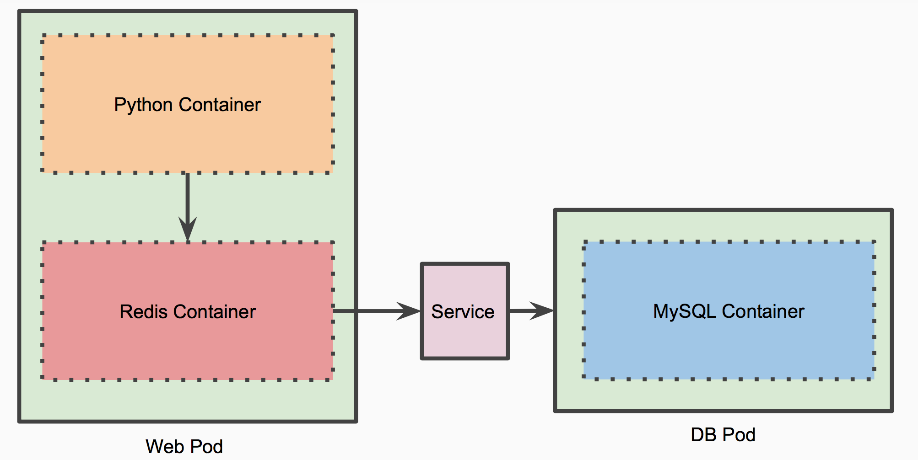 Python Container
Redis Container
Service
MySQL Container
Web Pod
DB Pod